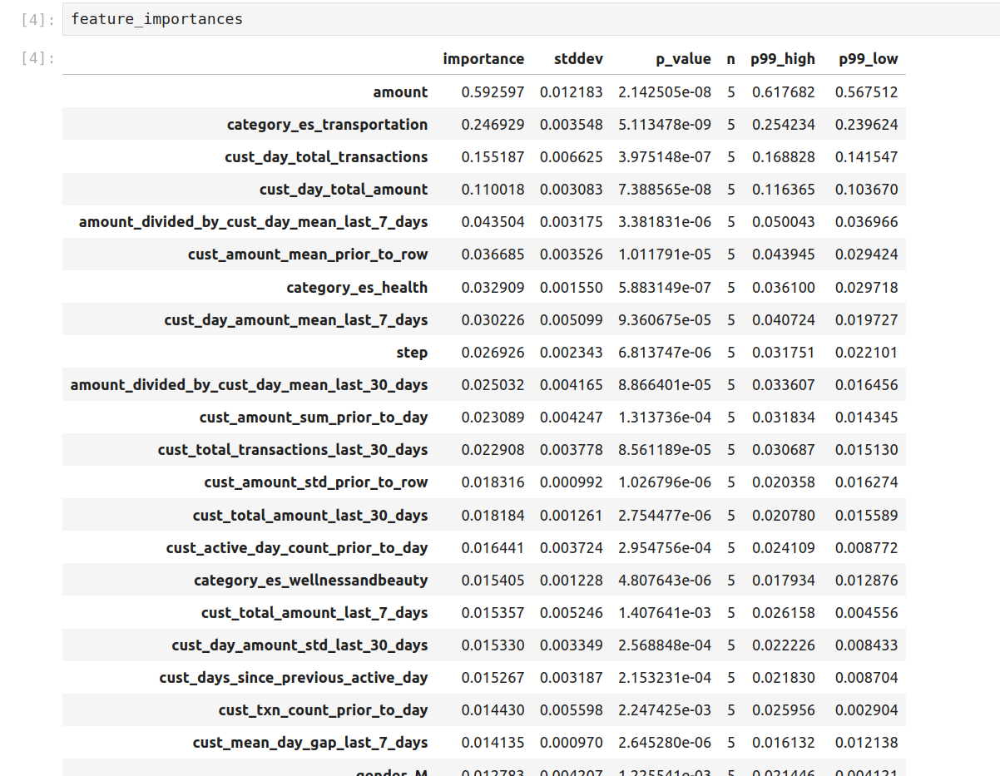 [4]: feature_importances
[4]:
importance stddev p_value n p99_high p99_low
amount 0.592597 0.012183 2.142505e-08 5 0.617682 0.567512
category_es_transportation 0.246929 0.003548 5.113478e-09 5 0.254234 0.239624
cust_day_total_transactions 0.155187 0.006625 3.975148e-07 5 0.168828 0.141547
cust_day_total_amount 0.110018 0.003083 7.388565e-08 5 0.116365 0.103670
amount_divided_by_cust_day_mean_last_7_days 0.043504 0.003175 3.381831e-06 5 0.050043 0.036966
cust_amount_mean_prior_to_row 0.036685 0.003526 1.011791e-05 5 0.043945 0.029424
category_es_health 0.032909 0.001550 5.883149e-07 5 0.036100 0.029718
cust_day_amount_mean_last_7_days 0.030226 0.005099 9.360675e-05 5 0.040724 0.019727
step 0.026926 0.002343 6.813747e-06 5 0.031751 0.022101
amount_divided_by_cust_day_mean_last_30_days 0.025032 0.004165 8.866401e-05 5 0.033607 0.016456
cust_amount_sum_prior_to_day 0.023089 0.004247 1.313736e-04 5 0.031834 0.014345
cust_total_transactions_last_30_days 0.022908 0.003778 8.561189e-05 5 0.030687 0.015130
cust_amount_std_prior_to_row 0.018316 0.000992 1.026796e-06 5 0.020358 0.016274
cust_total_amount_last_30_days 0.018184 0.001261 2.754477e-06 5 0.020780 0.015589
cust_active_day_count_prior_to_day 0.016441 0.003724 2.954756e-04 5 0.024109 0.008772
category_es_wellnessandbeauty 0.015405 0.001228 4.807643e-06 5 0.017934 0.012876
cust_total_amount_last_7_days 0.015357 0.005246 1.407641e-03 5 0.026158 0.004556
cust_day_amount_std_last_30_days 0.015330 0.003349 2.568848e-04 5 0.022226 0.008433
cust_days_since_previous_active_day 0.015267 0.003187 2.153231e-04 5 0.021830 0.008704
cust_txn_count_prior_to_day 0.014430 0.005598 2.247425e-03 5 0.025956 0.002904
cust_mean_day_gap_last_7_days 0.014135 0.000970 2.645280e-06 5 0.016132 0.012138
gender_M 0.012783 0.004207 1.225541e-03 5 0.021446 0.004121